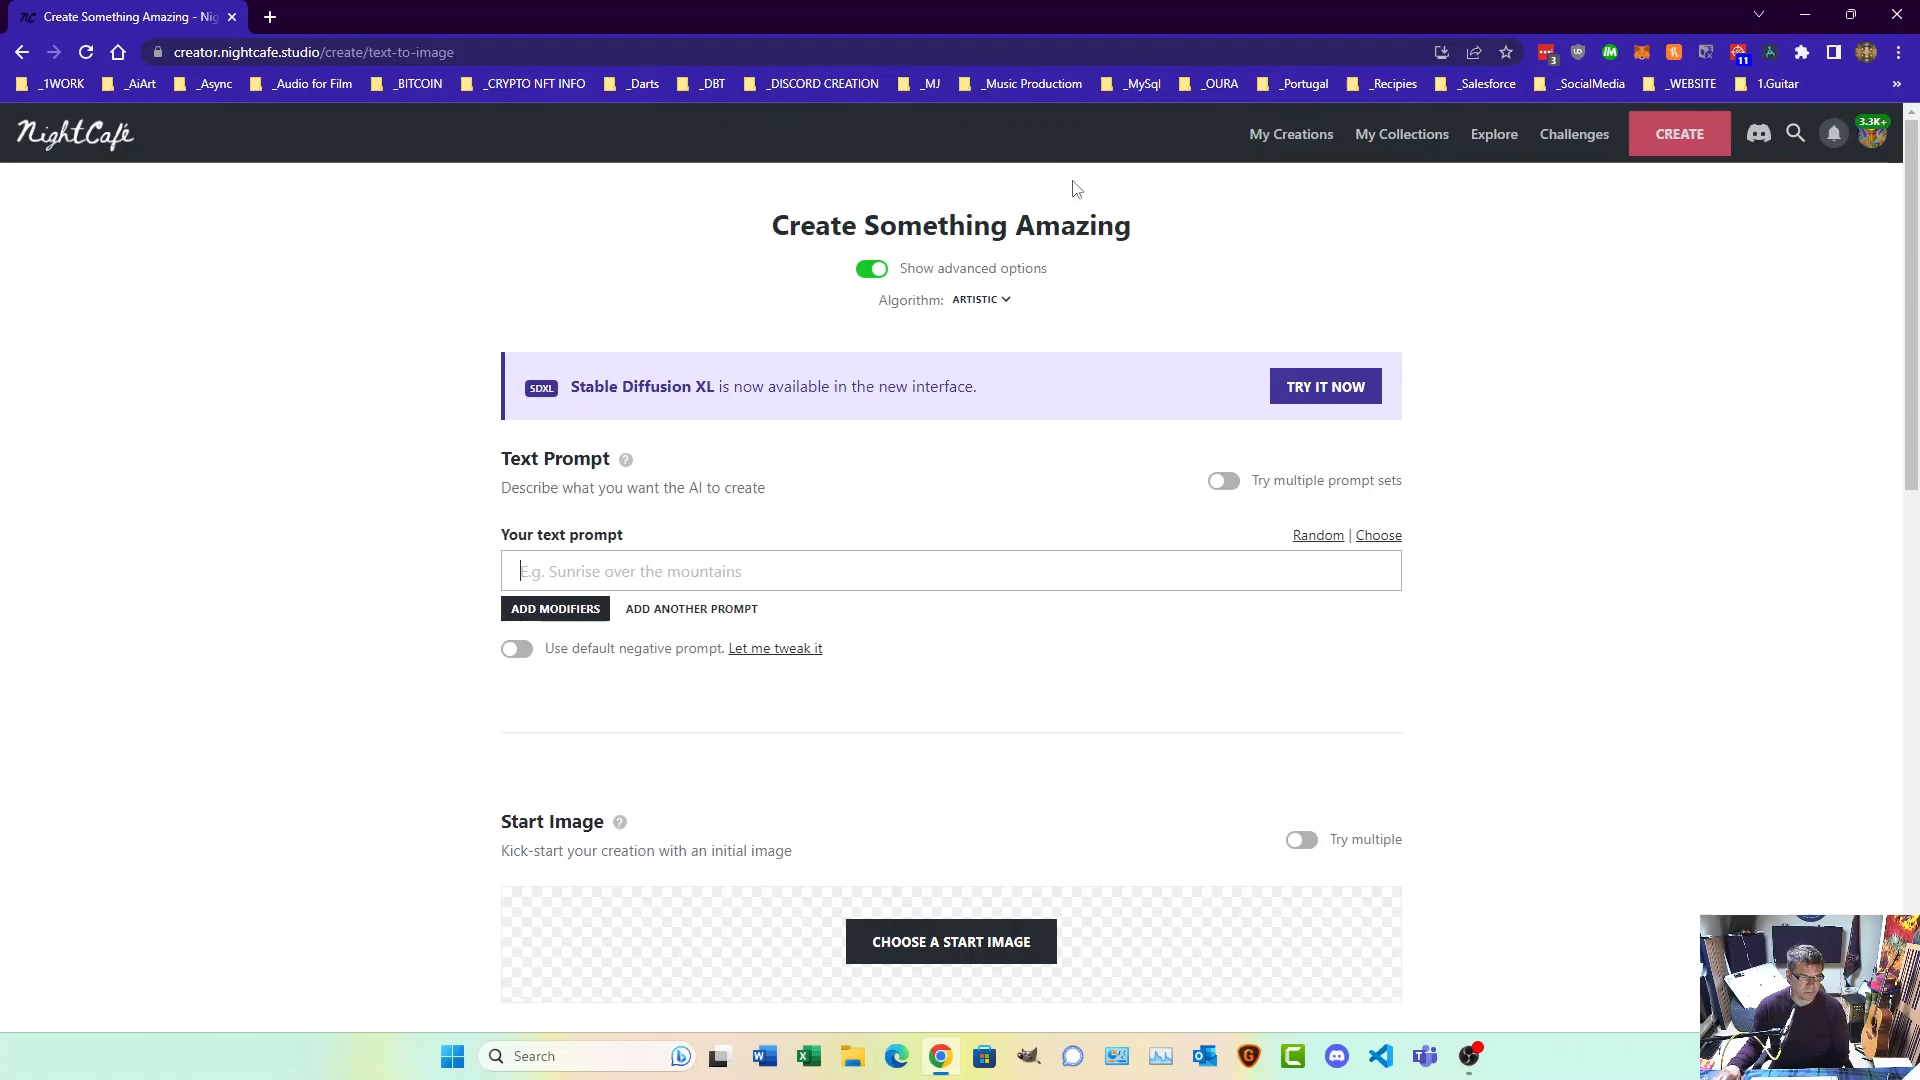 Create Something Amazing - Nig
creator.nightcafe.studio/create/text-to-image
3
11
_1WORK
_AiArt
_Async
_Audio for Film
_BITCOIN
_CRYPTO NFT INFO
_Darts
_DBT
_DISCORD CREATION
_MJ
_Music Productiom
_MySql
_OURA
_Portugal
_Recipies
_Salesforce
_SocialMedia
_WEBSITE
1.Guitar
NightCafé
My Creations
My Collections
Explore
Challenges
CREATE
3.3K+
Create Something Amazing
Show advanced options
Algorithm: ARTISTIC
SDXL
Stable Diffusion XL is now available in the new interface.
TRY IT NOW
Text Prompt ?
Describe what you want the AI to create
Try multiple prompt sets
Your text prompt
Random | Choose
E.g. Sunrise over the mountains
ADD MODIFIERS
ADD ANOTHER PROMPT
Use default negative prompt. Let me tweak it
Start Image ?
Kick-start your creation with an initial image
Try multiple
CHOOSE A START IMAGE
Search